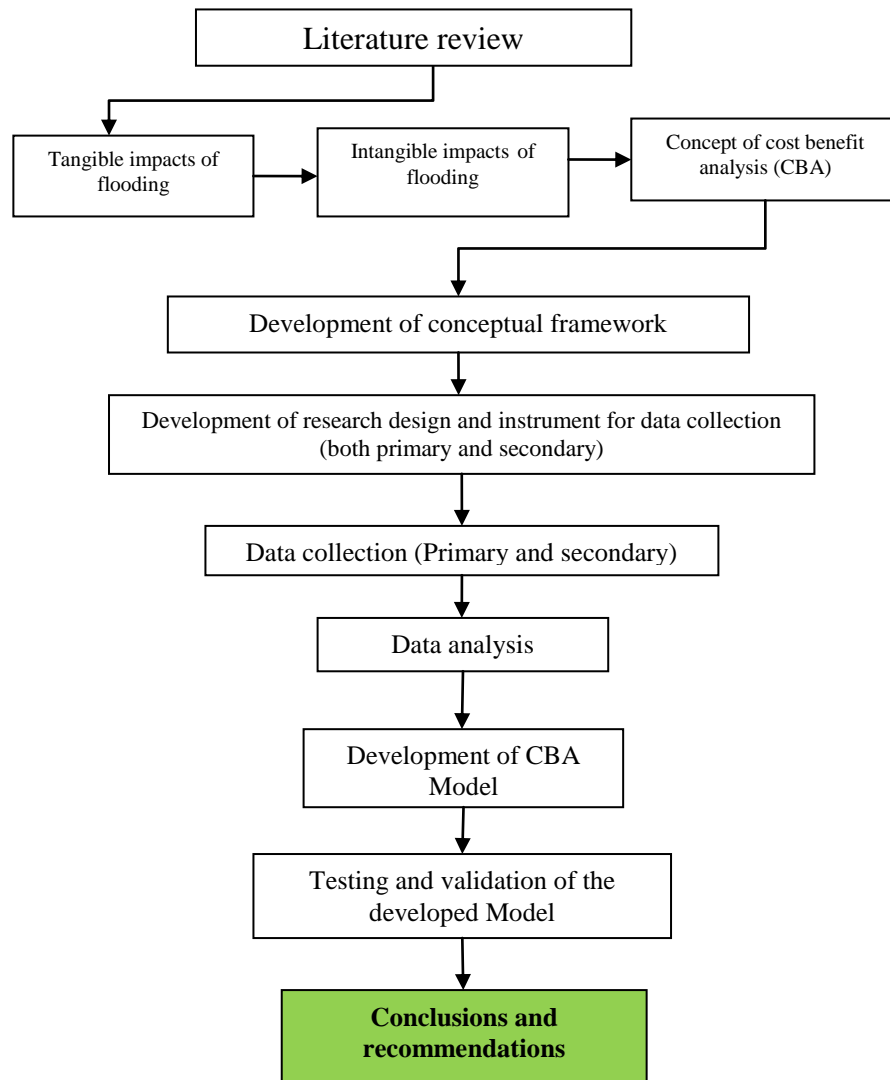 Literature review
Tangible impacts of
flooding
Intangible impacts of
flooding
Concept of cost benefit
analysis (CBA)
Development of conceptual framework
Development of research design and instrument for data collection
(both primary and secondary)
Data collection (Primary and secondary)
Data analysis
Development of CBA
Model
Testing and validation of the
developed Model
Conclusions and
recommendations